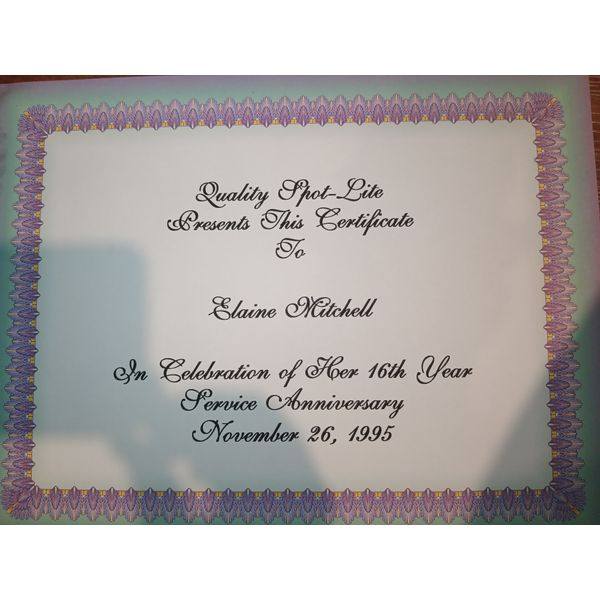 Quality Spot-Lite
Presents This Certificate
To
Elaine Mitchell
In Celebration of Her 16th Year
Service Anniversary
November 26, 1995